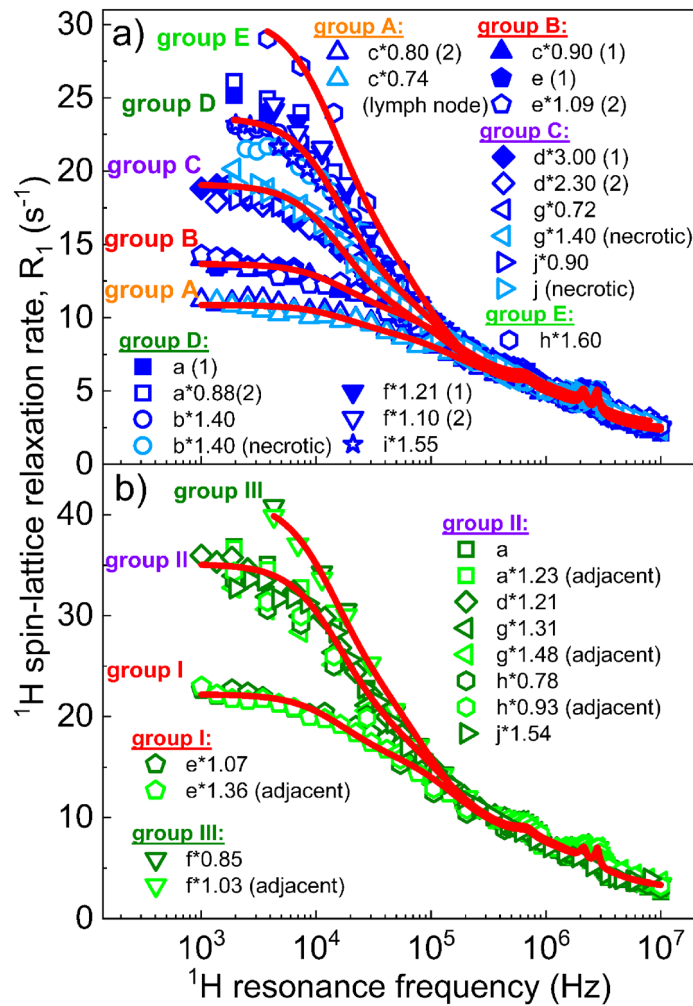 a)
group A:
c*0.80 (2)
c*0.74
(lymph node)
group B:
c*0.90 (1)
e (1)
e*1.09 (2)
group C:
d*3.00 (1)
d*2.30 (2)
g*0.72
g*1.40 (necrotic)
j*0.90
j (necrotic)
group E:
h*1.60
group E
group D
group C
group B
group A
group D:
a (1)
a*0.88(2)
b*1.40
b*1.40 (necrotic)
f*1.21 (1)
f*1.10 (2)
i*1.55
30
25
20
15
10
5
0
b)
group III
group II
group I
group II:
a
a*1.23 (adjacent)
d*1.21
g*1.31
g*1.48 (adjacent)
h*0.78
h*0.93 (adjacent)
j*1.54
group I:
e*1.07
e*1.36 (adjacent)
group III:
f*0.85
f*1.03 (adjacent)
40
30
20
10
0
10³ 10⁴ 10⁵ 10⁶ 10⁷
¹H resonance frequency (Hz)
¹H spin-lattice relaxation rate, R₁ (s⁻¹)